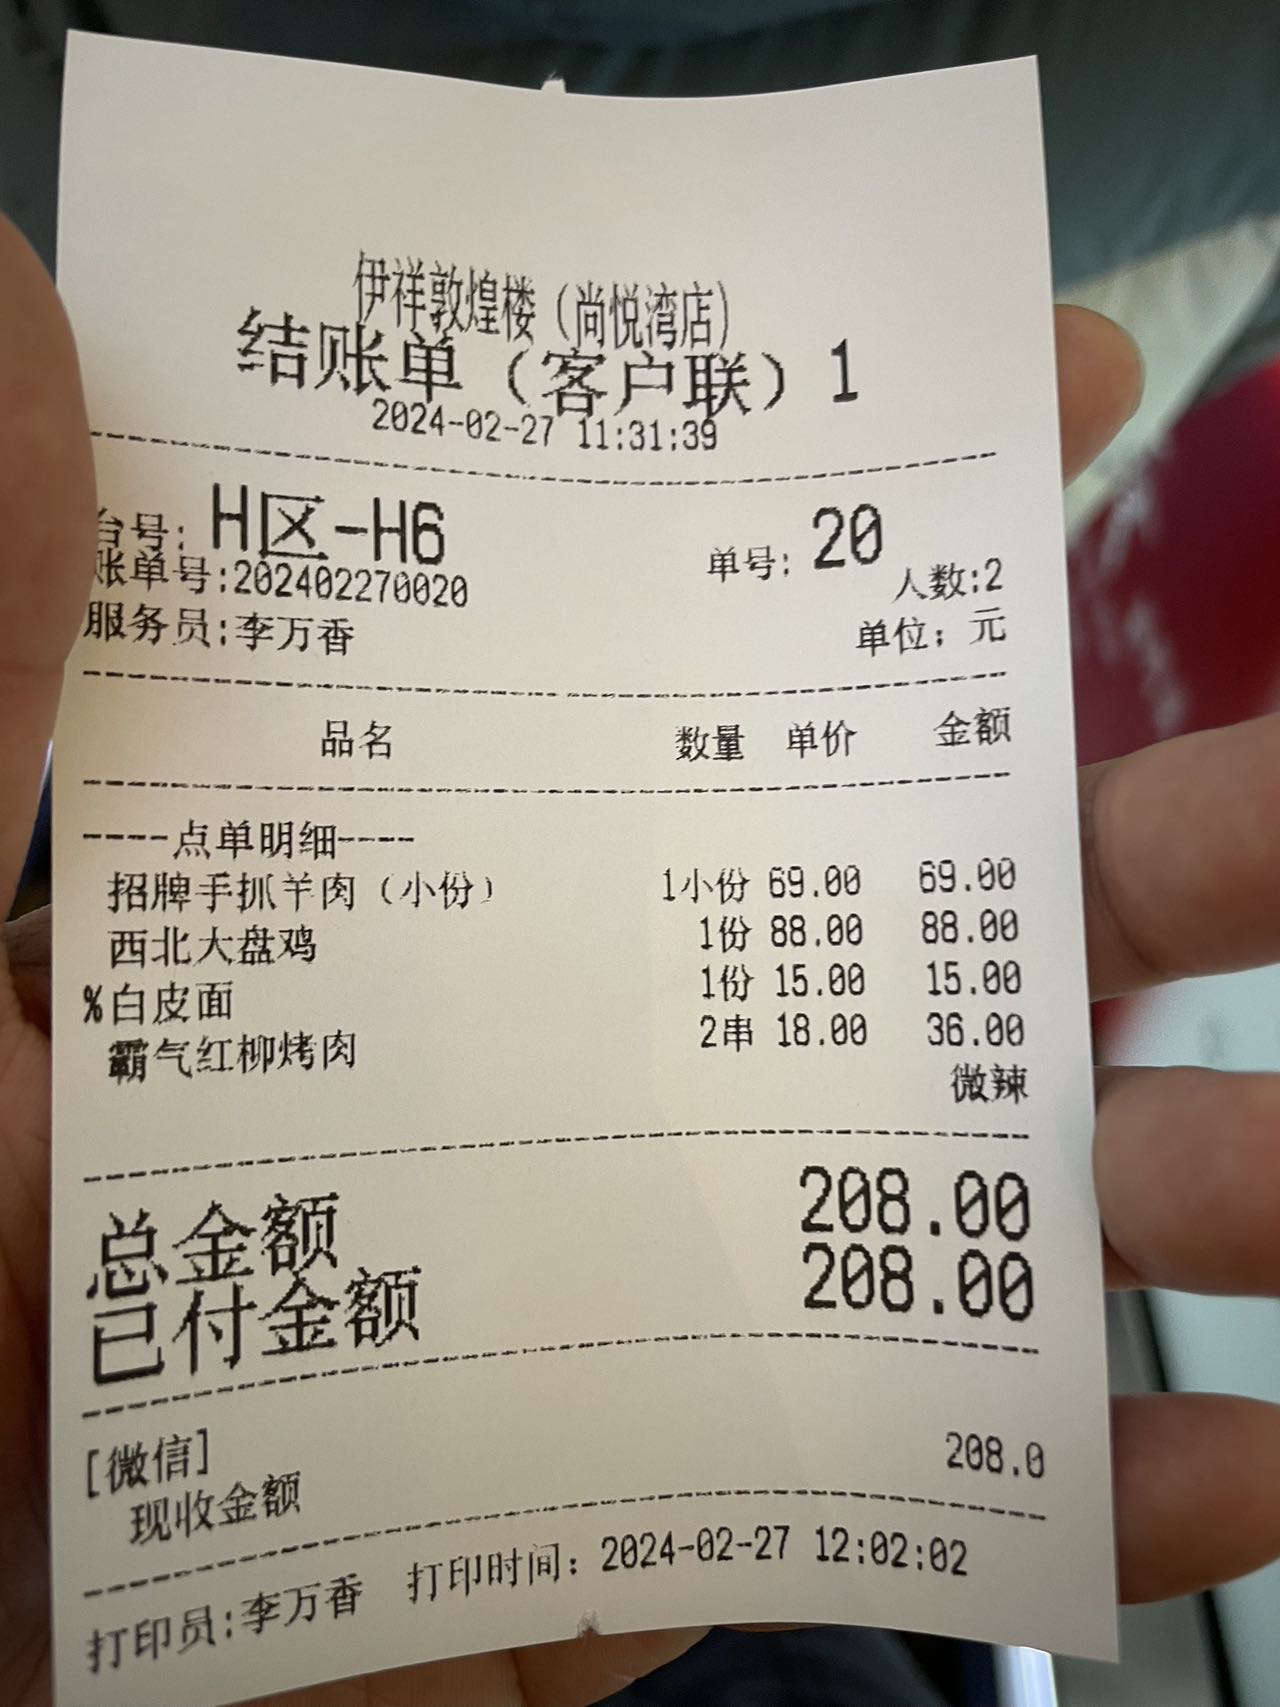 伊祥敦煌楼（尚悦湾店）
结账单（客户联）1
2024-02-27 11:31:39
台号: H区-H6 单号: 20
账单号:202402270020 人数:2
服务员:李万香 单位: 元
品名 数量 单价 金额
----点单明细----
招牌手抓羊肉（小份） 1小份 69.00 69.00
西北大盘鸡 1份 88.00 88.00
%白皮面 1份 15.00 15.00
霸气红柳烤肉 2串 18.00 36.00
微辣
总金额 208.00
已付金额 208.00
[微信]
现收金额 208.0
打印员:李万香 打印时间: 2024-02-27 12:02:02